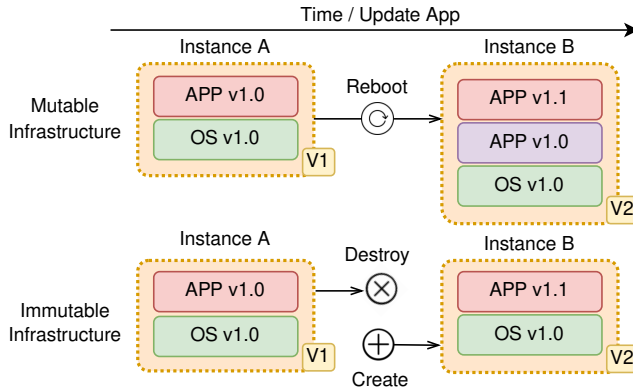 Time / Update App
Instance A
Instance B
Mutable
Infrastructure
APP v1.0
OS v1.0
V1
Reboot
APP v1.1
APP v1.0
OS v1.0
V2
Instance A
Instance B
Immutable
Infrastructure
APP v1.0
OS v1.0
V1
Destroy
Create
APP v1.1
OS v1.0
V2